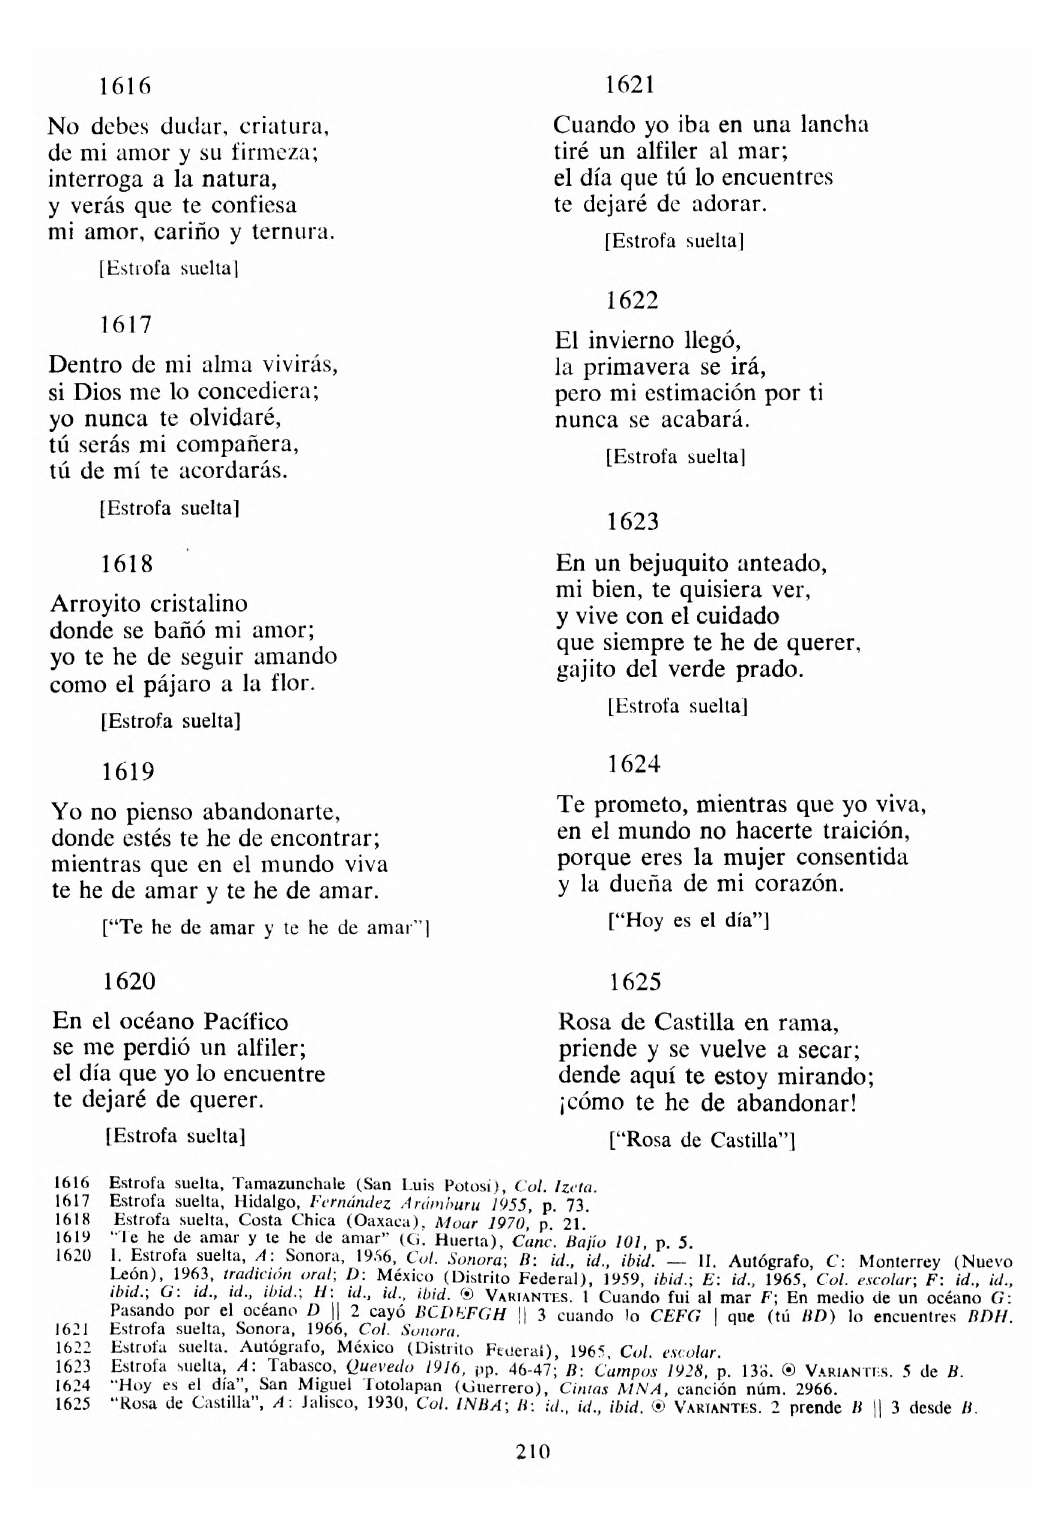 1616
No debes dudar, criatura,
de mi amor y su firmeza;
interroga a la natura,
y verás que te confiesa
mi amor, cariño y ternura.
[Estrofa suelta]
1617
Dentro de mi alma vivirás,
si Dios me lo concediera;
yo nunca te olvidaré,
tú serás mi compañera,
tú de mí te acordarás.
[Estrofa suelta]
1618
Arroyito cristalino
donde se bañó mi amor;
yo te he de seguir amando
como el pájaro a la flor.
[Estrofa suelta]
1619
Yo no pienso abandonarte,
donde estés te he de encontrar;
mientras que en el mundo viva
te he de amar y te he de amar.
[“Te he de amar y te he de amar”]
1620
En el océano Pacífico
se me perdió un alfiler;
el día que yo lo encuentre
te dejaré de querer.
[Estrofa suelta]
1621
Cuando yo iba en una lancha
tiré un alfiler al mar;
el día que tú lo encuentres
te dejaré de adorar.
[Estrofa suelta]
1622
El invierno llegó,
la primavera se irá,
pero mi estimación por ti
nunca se acabará.
[Estrofa suelta]
1623
En un bejuquito anteado,
mi bien, te quisiera ver,
y vive con el cuidado
que siempre te he de querer,
gajito del verde prado.
[Estrofa suelta]
1624
Te prometo, mientras que yo viva,
en el mundo no hacerte traición,
porque eres la mujer consentida
y la dueña de mi corazón.
[“Hoy es el día”]
1625
Rosa de Castilla en rama,
priende y se vuelve a secar;
dende aquí te estoy mirando;
¡cómo te he de abandonar!
[“Rosa de Castilla”]
1616 Estrofa suelta, Tamazunchale (San Luis Potosí), Col. Izeta.
1617 Estrofa suelta, Hidalgo, Fernández Arámburu 1955, p. 73.
1618 Estrofa suelta, Costa Chica (Oaxaca), Moar 1970, p. 21.
1619 “Te he de amar y te he de amar” (G. Huerta), Canc. Bajío 101, p. 5.
1620 I. Estrofa suelta, A: Sonora, 1956, Col. Sonora; B: id., id., ibid. — II. Autógrafo, C: Monterrey (Nuevo
León), 1963, tradición oral; D: México (Distrito Federal), 1959, ibid.; E: id., 1965, Col. escolar; F: id., id.,
ibid.; G: id., id., ibid.; H: id., id., ibid. ⦿ VARIANTES. 1 Cuando fui al mar F; En medio de un océano G:
Pasando por el océano D || 2 cayó BCDEFGH || 3 cuando lo CEFG | que (tú BD) lo encuentres BDH.
1621 Estrofa suelta, Sonora, 1966, Col. Sonora.
1622 Estrofa suelta. Autógrafo, México (Distrito Federal), 1965, Col. escolar.
1623 Estrofa suelta, A: Tabasco, Quevedo 1916, pp. 46-47; B: Campos 1928, p. 138. ⦿ VARIANTES. 5 de B.
1624 “Hoy es el día”, San Miguel Totolapan (Guerrero), Cintas MNA, canción núm. 2966.
1625 “Rosa de Castilla”, A: Jalisco, 1930, Col. INBA; B: id., id., ibid. ⦿ VARIANTES. 2 prende B || 3 desde B.
210